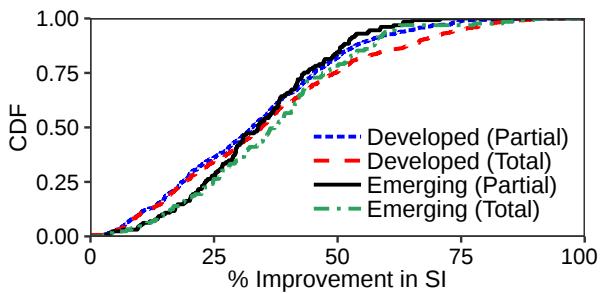 1.00
0.75
0.50
0.25
0.00
CDF
Developed (Partial)
Developed (Total)
Emerging (Partial)
Emerging (Total)
0 25 50 75 100
% Improvement in SI